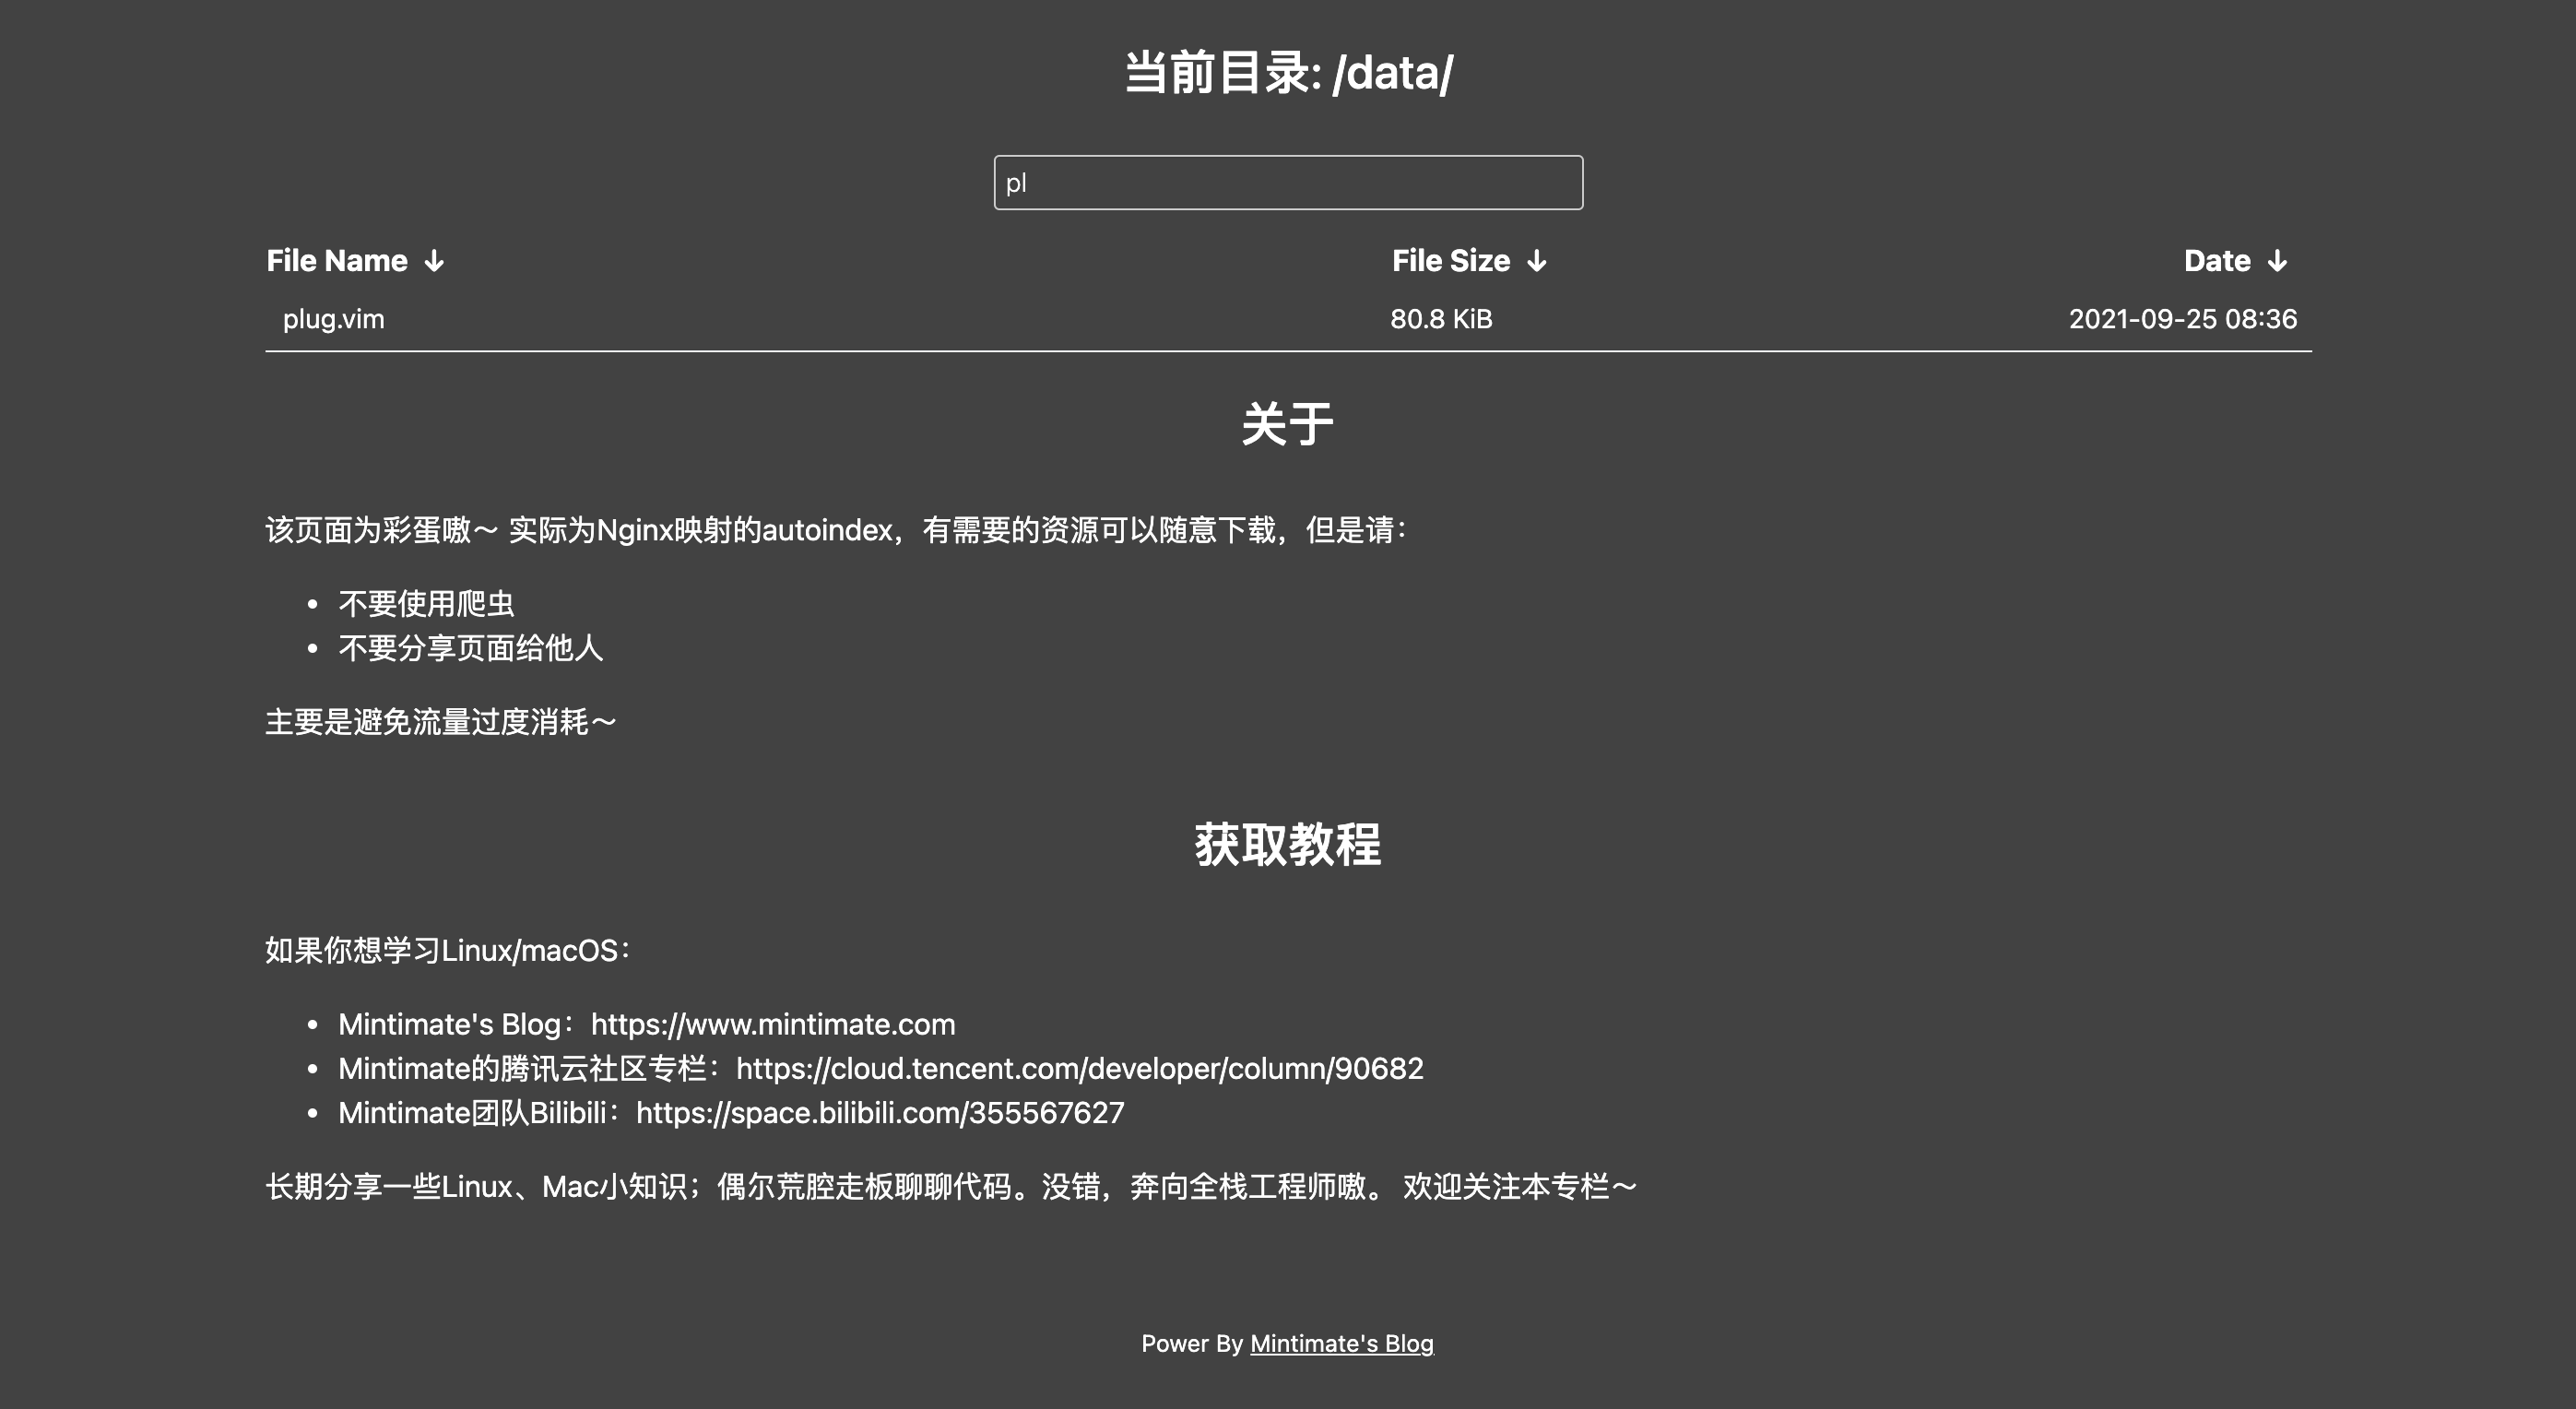 当前目录: /data/
pl
File Name ↓ File Size ↓ Date ↓
plug.vim 80.8 KiB 2021-09-25 08:36
关于
该页面为彩蛋嗷～ 实际为Nginx映射的autoindex，有需要的资源可以随意下载，但是请：
• 不要使用爬虫
• 不要分享页面给他人
主要是避免流量过度消耗～
获取教程
如果你想学习Linux/macOS：
• Mintimate's Blog：https://www.mintimate.com
• Mintimate的腾讯云社区专栏：https://cloud.tencent.com/developer/column/90682
• Mintimate团队Bilibili：https://space.bilibili.com/355567627
长期分享一些Linux、Mac小知识；偶尔荒腔走板聊聊代码。没错，奔向全栈工程师嗷。 欢迎关注本专栏～
Power By Mintimate's Blog